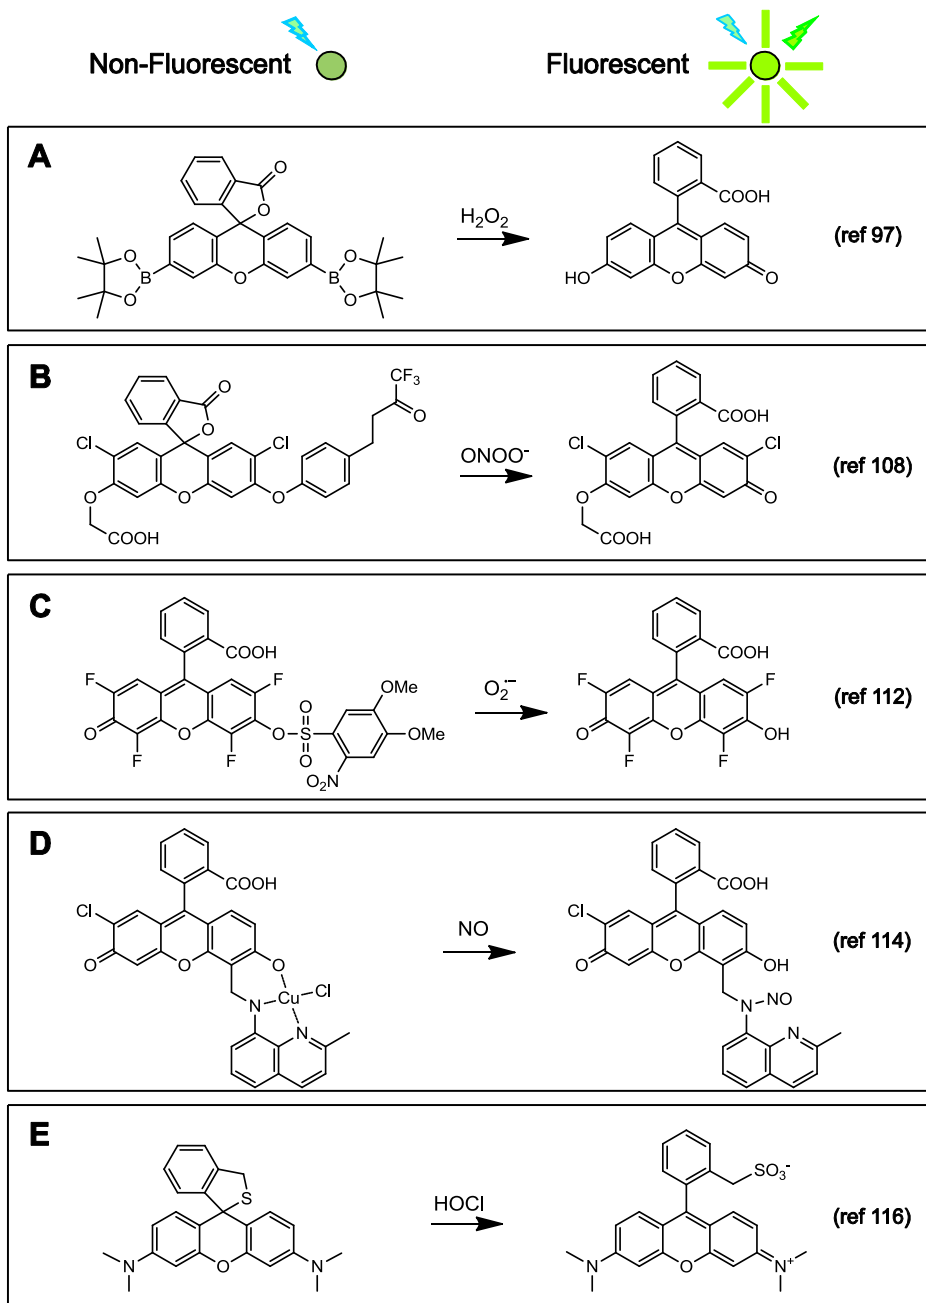 Non-Fluorescent
Fluorescent
A
O
O
O
O
B
O
O
B
O
O
H₂O₂
COOH
HO
O
O
(ref 97)
B
CF₃
O
O
O
Cl
Cl
O
O
O
COOH
ONOO⁻
COOH
Cl
Cl
O
O
O
COOH
(ref 108)
C
COOH
F
F
O
O
F
F
O
O
S
O
OMe
OMe
O₂N
O₂•⁻
COOH
F
F
O
O
OH
F
F
(ref 112)
D
COOH
Cl
O
O
O
Cu
Cl
N
N
NO
COOH
Cl
O
O
OH
N
NO
N
(ref 114)
E
S
N
O
N
HOCl
SO₃⁻
N
O
N⁺
(ref 116)